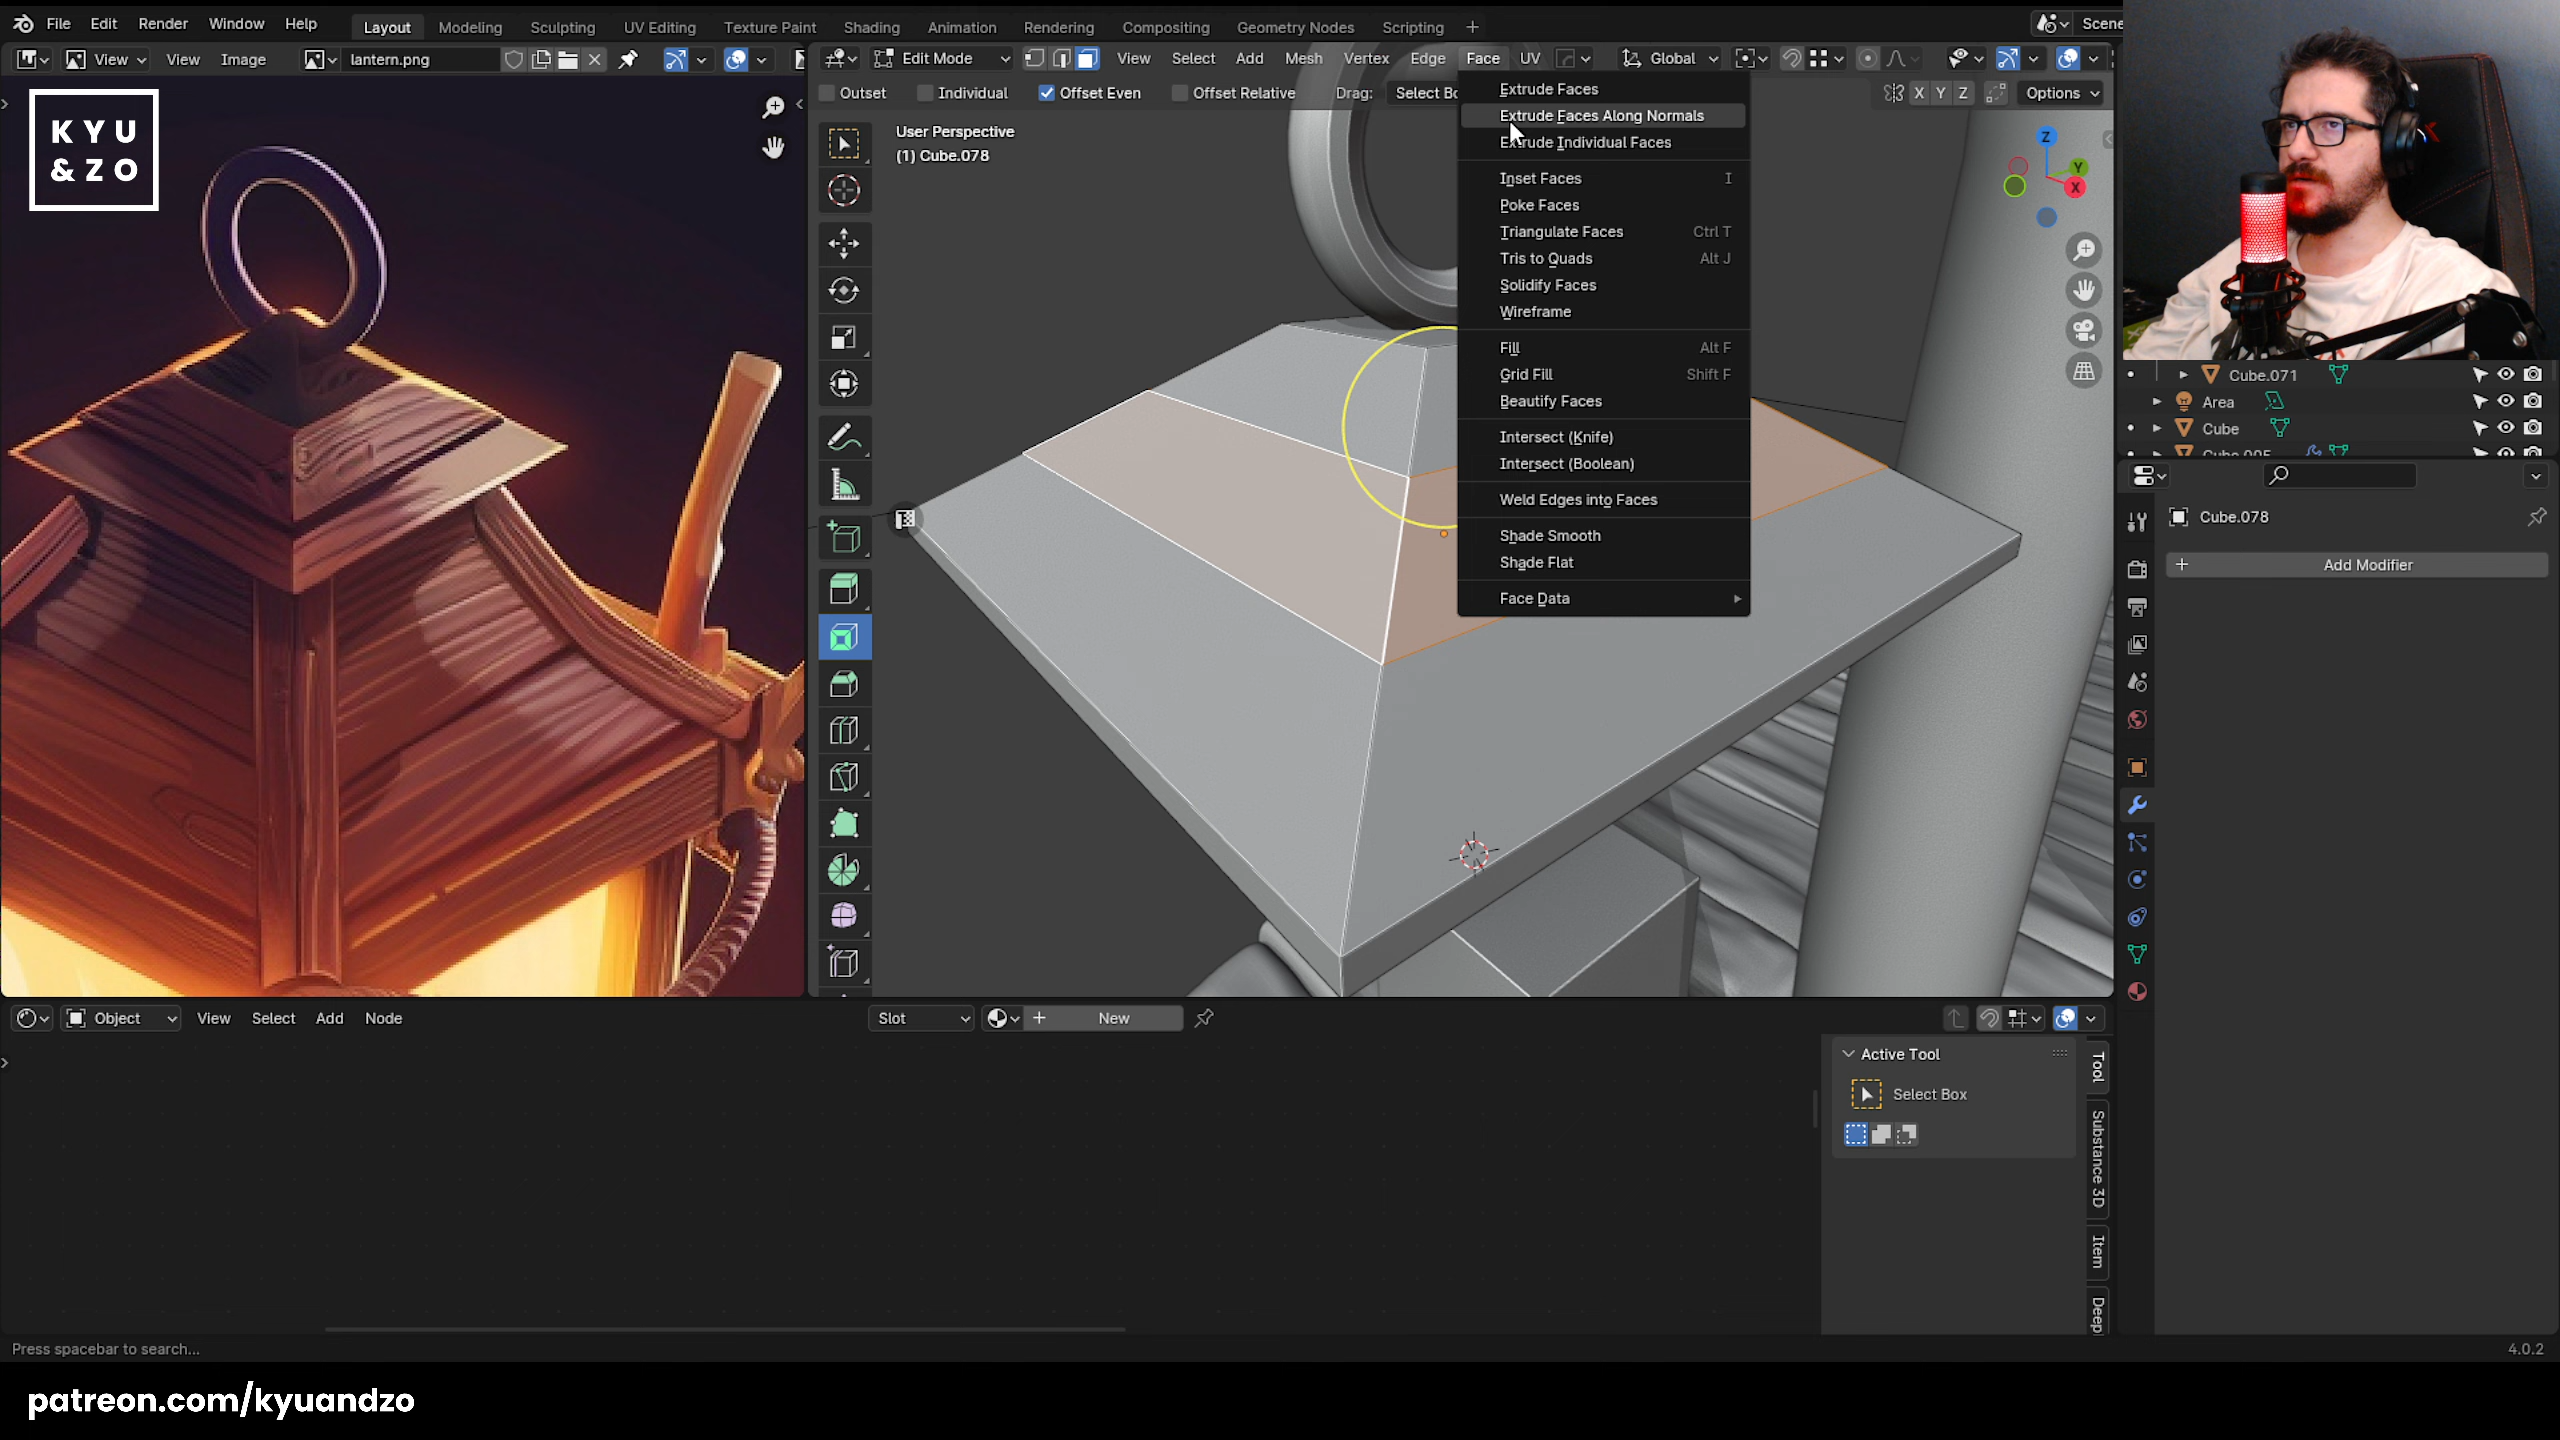 File Edit Render Window Help Layout Modeling Sculpting UV Editing Texture Paint Shading Animation Rendering Compositing Geometry Nodes Scripting Scene
View View Image lantern.png Edit Mode View Select Add Mesh Vertex Edge Face UV Global
Outset Individual Offset Even Offset Relative Drag: Select X Y Z Options
KYU
&ZO
User Perspective
(1) Cube.078
Extrude Faces
Extrude Faces Along Normals
Extrude Individual Faces
Inset Faces I
Poke Faces
Triangulate Faces Ctrl T
Tris to Quads Alt J
Solidify Faces
Wireframe
Fill Alt F
Grid Fill Shift F
Beautify Faces
Intersect (Knife)
Intersect (Boolean)
Weld Edges into Faces
Shade Smooth
Shade Flat
Face Data
Z
Y
X
Cube.071
Area
Cube
Cube.005
Cube.078
Add Modifier
Object View Select Add Node Slot New
Active Tool
Select Box
Tool
Substance 3D
Item
Deep
Press spacebar to search...
4.0.2
patreon.com/kyuandzo